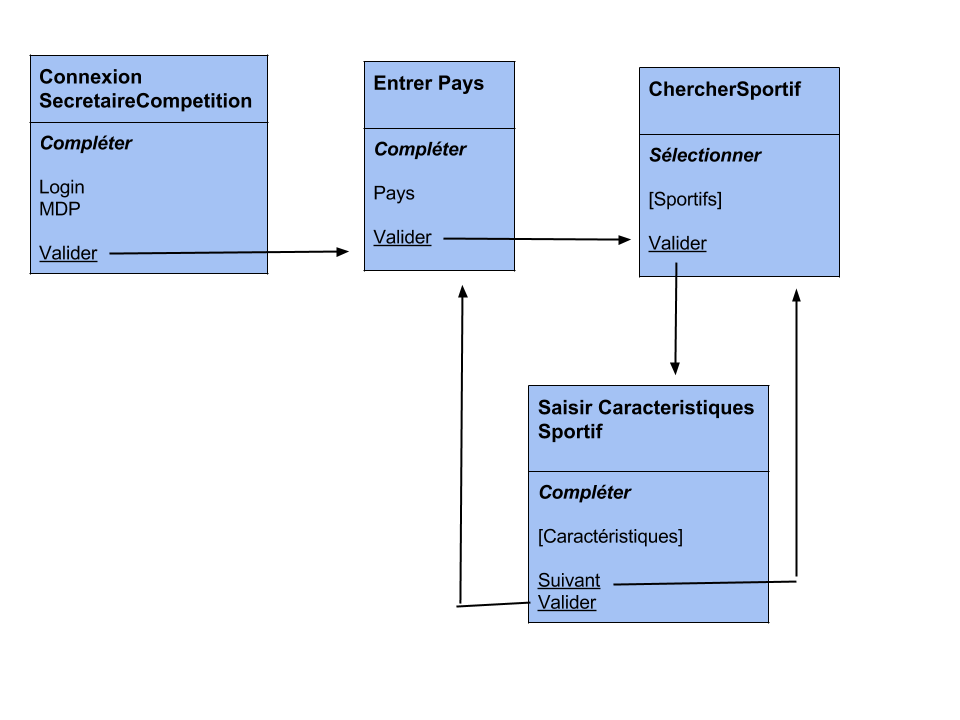 Connexion
SecretaireCompetition
Compléter
Login
MDP
Valider
Entrer Pays
Compléter
Pays
Valider
ChercherSportif
Sélectionner
[Sportifs]
Valider
Saisir Caracteristiques
Sportif
Compléter
[Caractéristiques]
Suivant
Valider